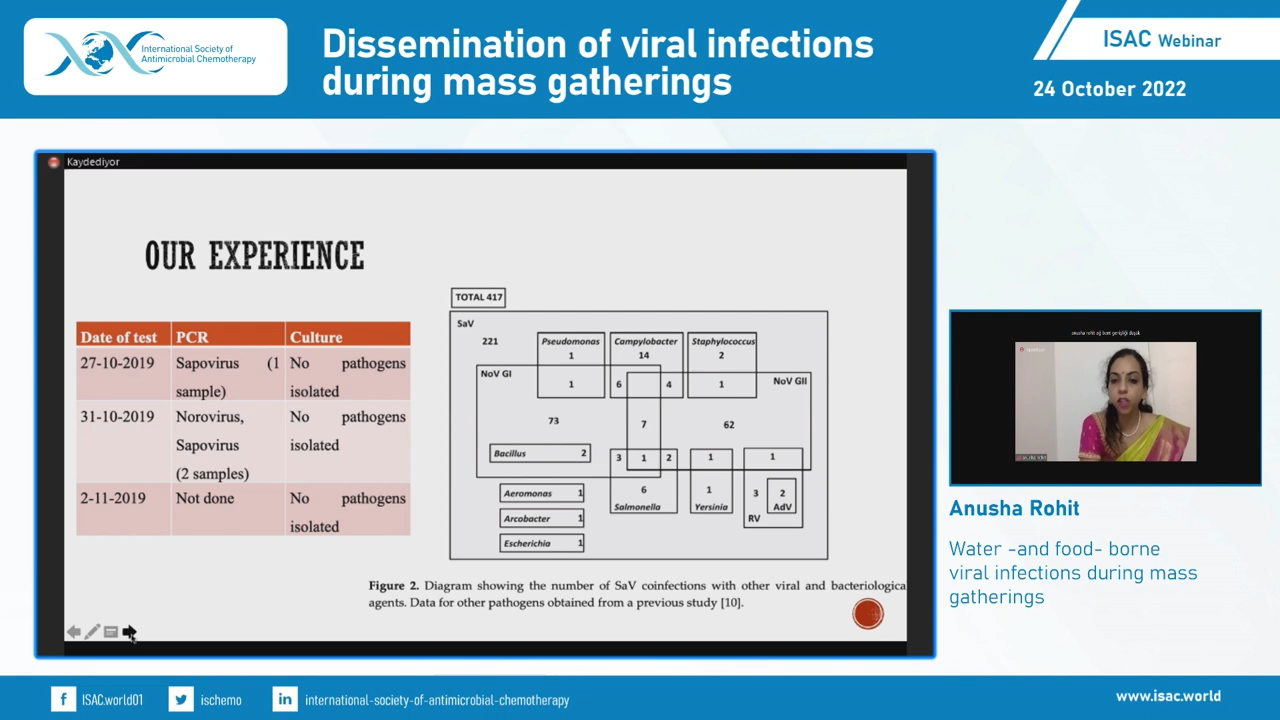 International Society of
Antimicrobial Chemotherapy
Dissemination of viral infections
during mass gatherings
ISAC Webinar
24 October 2022
Kaydediyor
OUR EXPERIENCE
Date of test PCR Culture
27-10-2019 Sapovirus (1 sample) No pathogens isolated
31-10-2019 Norovirus, Sapovirus (2 samples) No pathogens isolated
2-11-2019 Not done No pathogens isolated
TOTAL 417
SaV
221
Pseudomonas
1
Campylobacter
14
Staphylococcus
2
NoV GI
1
6
4
1
NoV GII
73
7
62
Bacillus 2
3
1
2
1
1
Aeromonas 1
6
Salmonella
1
Yersinia
3
2
AdV
RV
Arcobacter 1
Escherichia 1
Figure 2. Diagram showing the number of SaV coinfections with other viral and bacteriologica
agents. Data for other pathogens obtained from a previous study [10].
Anusha Rohit
Water -and food- borne
viral infections during mass
gatherings
ISAC.world01
ischemo
international-society-of-antimicrobial-chemotherapy
www.isac.world